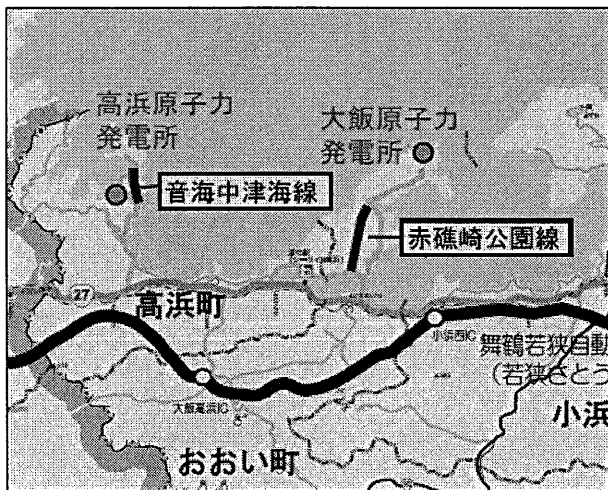 高浜原子力
発電所
大飯原子力
発電所
音海中津海線
赤礁崎公園線
27
高浜町
小浜西IC
舞鶴若狭自動
(若狭さとう
大飯高浜IC
小浜
おおい町